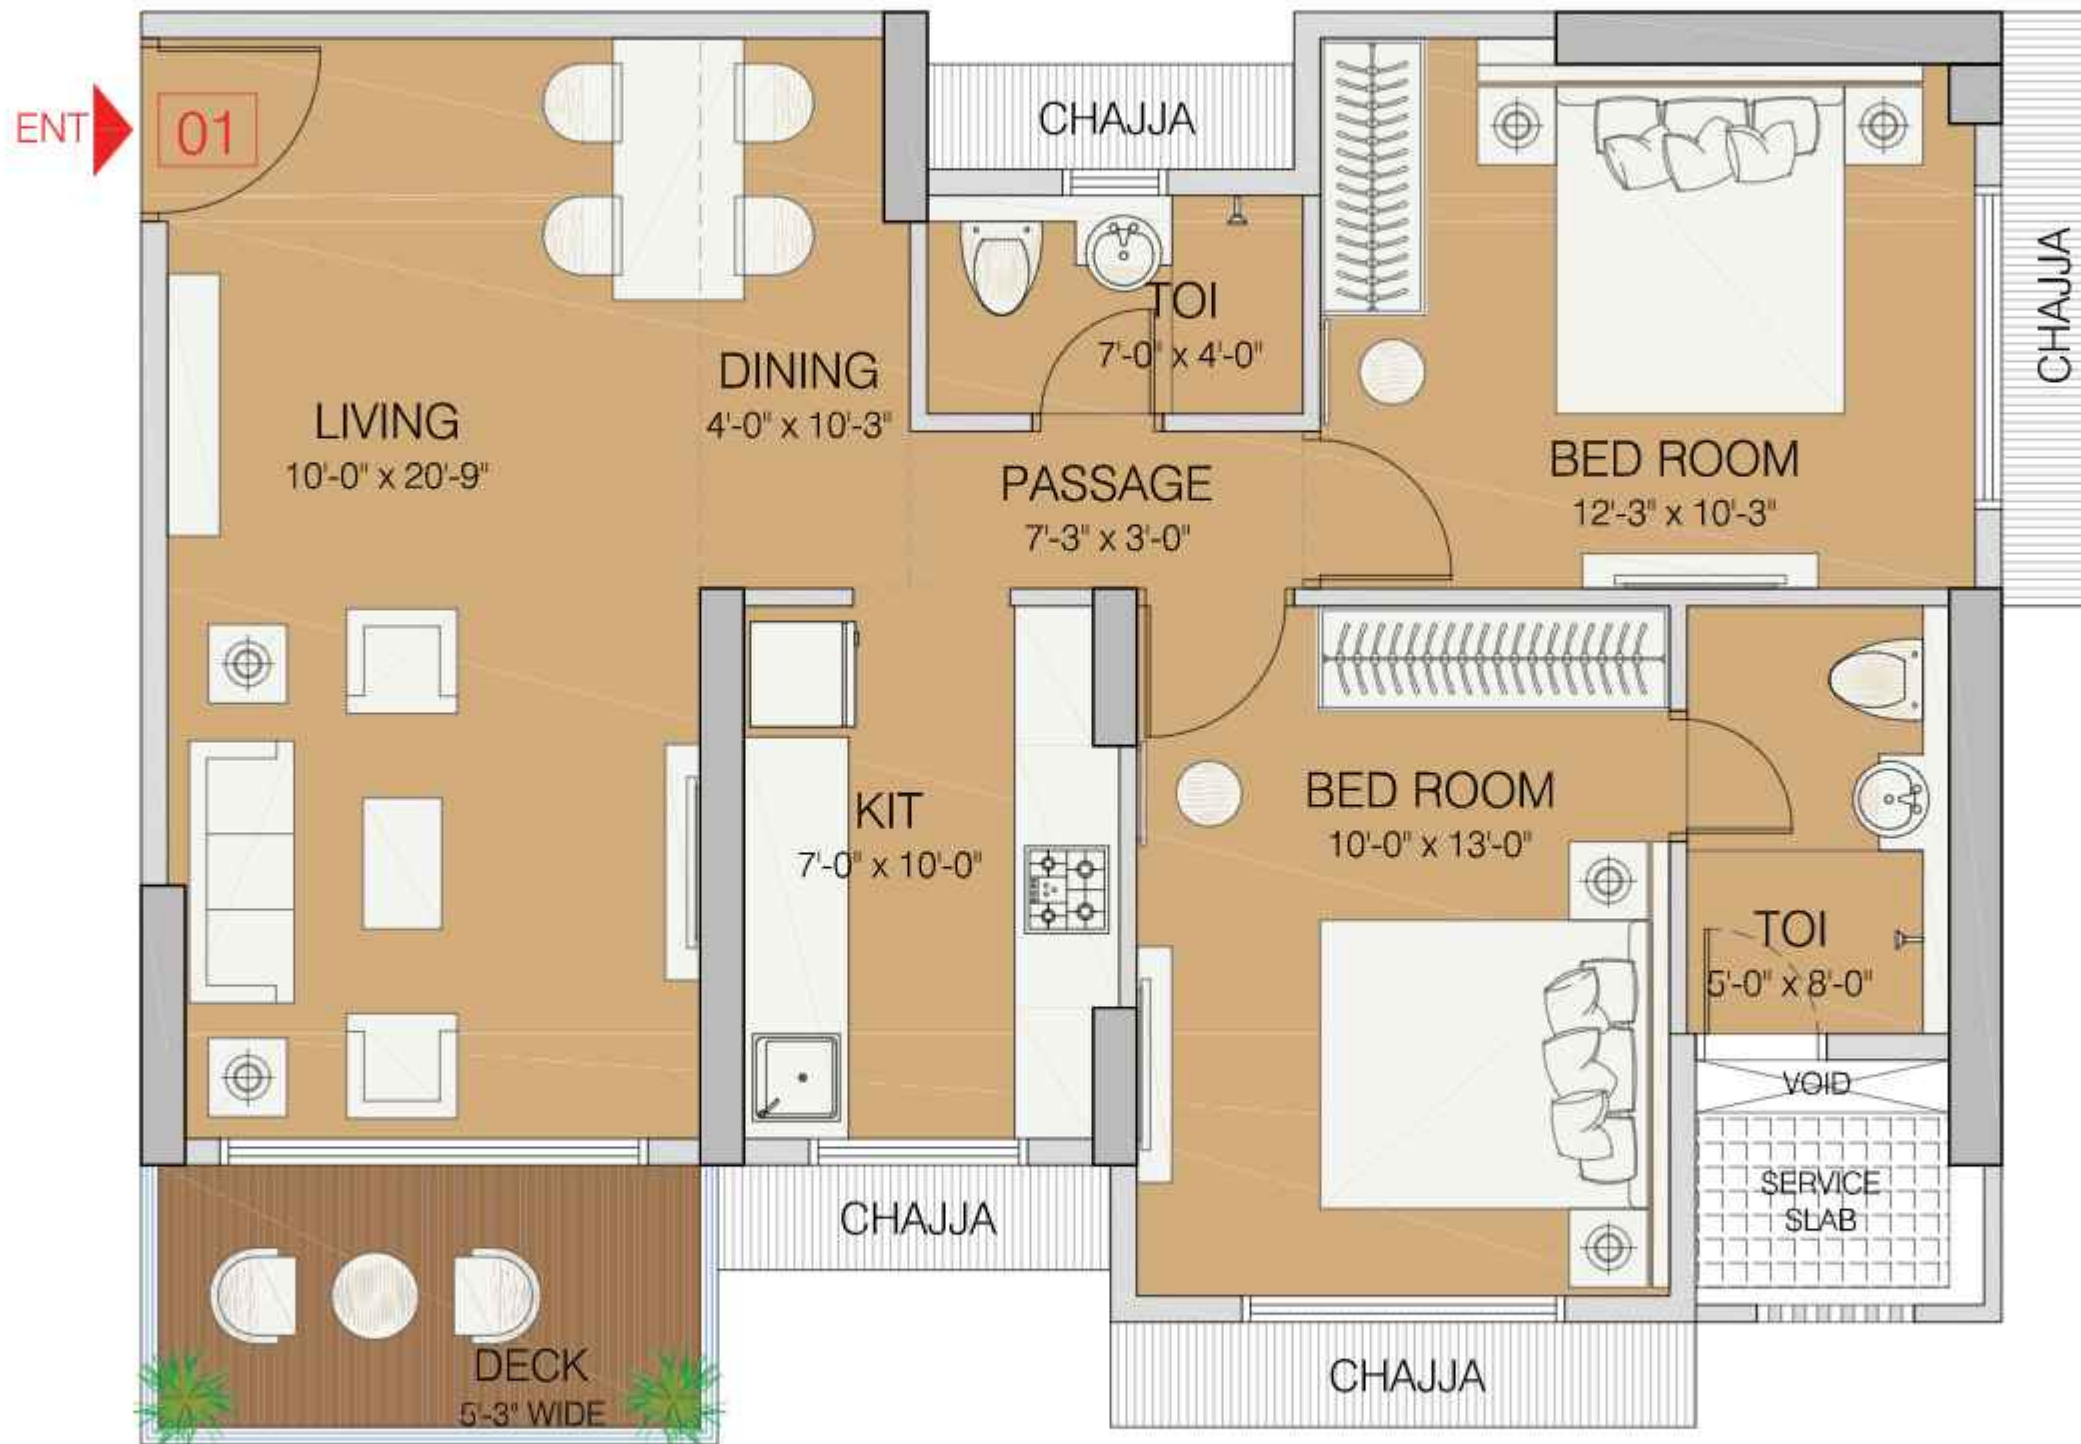 ENT
01
CHAJJA
TOI
7'-0" x 4'-0"
CHAJJA
DINING
4'-0" x 10'-3"
LIVING
10'-0" x 20'-9"
PASSAGE
7'-3" x 3'-0"
BED ROOM
12'-3" x 10'-3"
KIT
7'-0" x 10'-0"
BED ROOM
10'-0" x 13'-0"
TOI
5'-0" x 8'-0"
VOID
SERVICE
SLAB
CHAJJA
DECK
5'-3" WIDE
CHAJJA